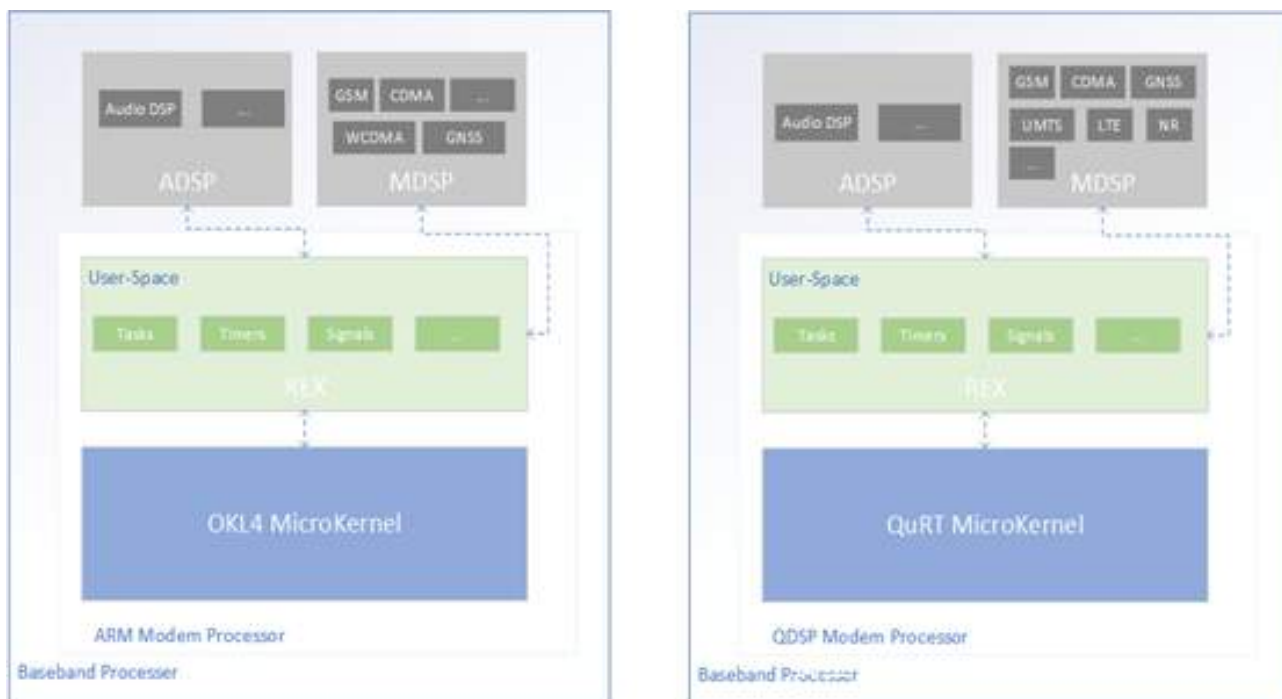 Audio DSP
...
ADSP
GSM CDMA ...
WCDMA GNSS
MDSP
User-Space
Tasks Timers Signals ...
REX
OKL4 MicroKernel
ARM Modem Processor
Baseband Processer
Audio DSP
...
ADSP
GSM CDMA GNSS
UMTS LTE NR
...
MDSP
User-Space
Tasks Timers Signals ...
REX
QuRT MicroKernel
QDSP Modem Processor
Baseband Processer